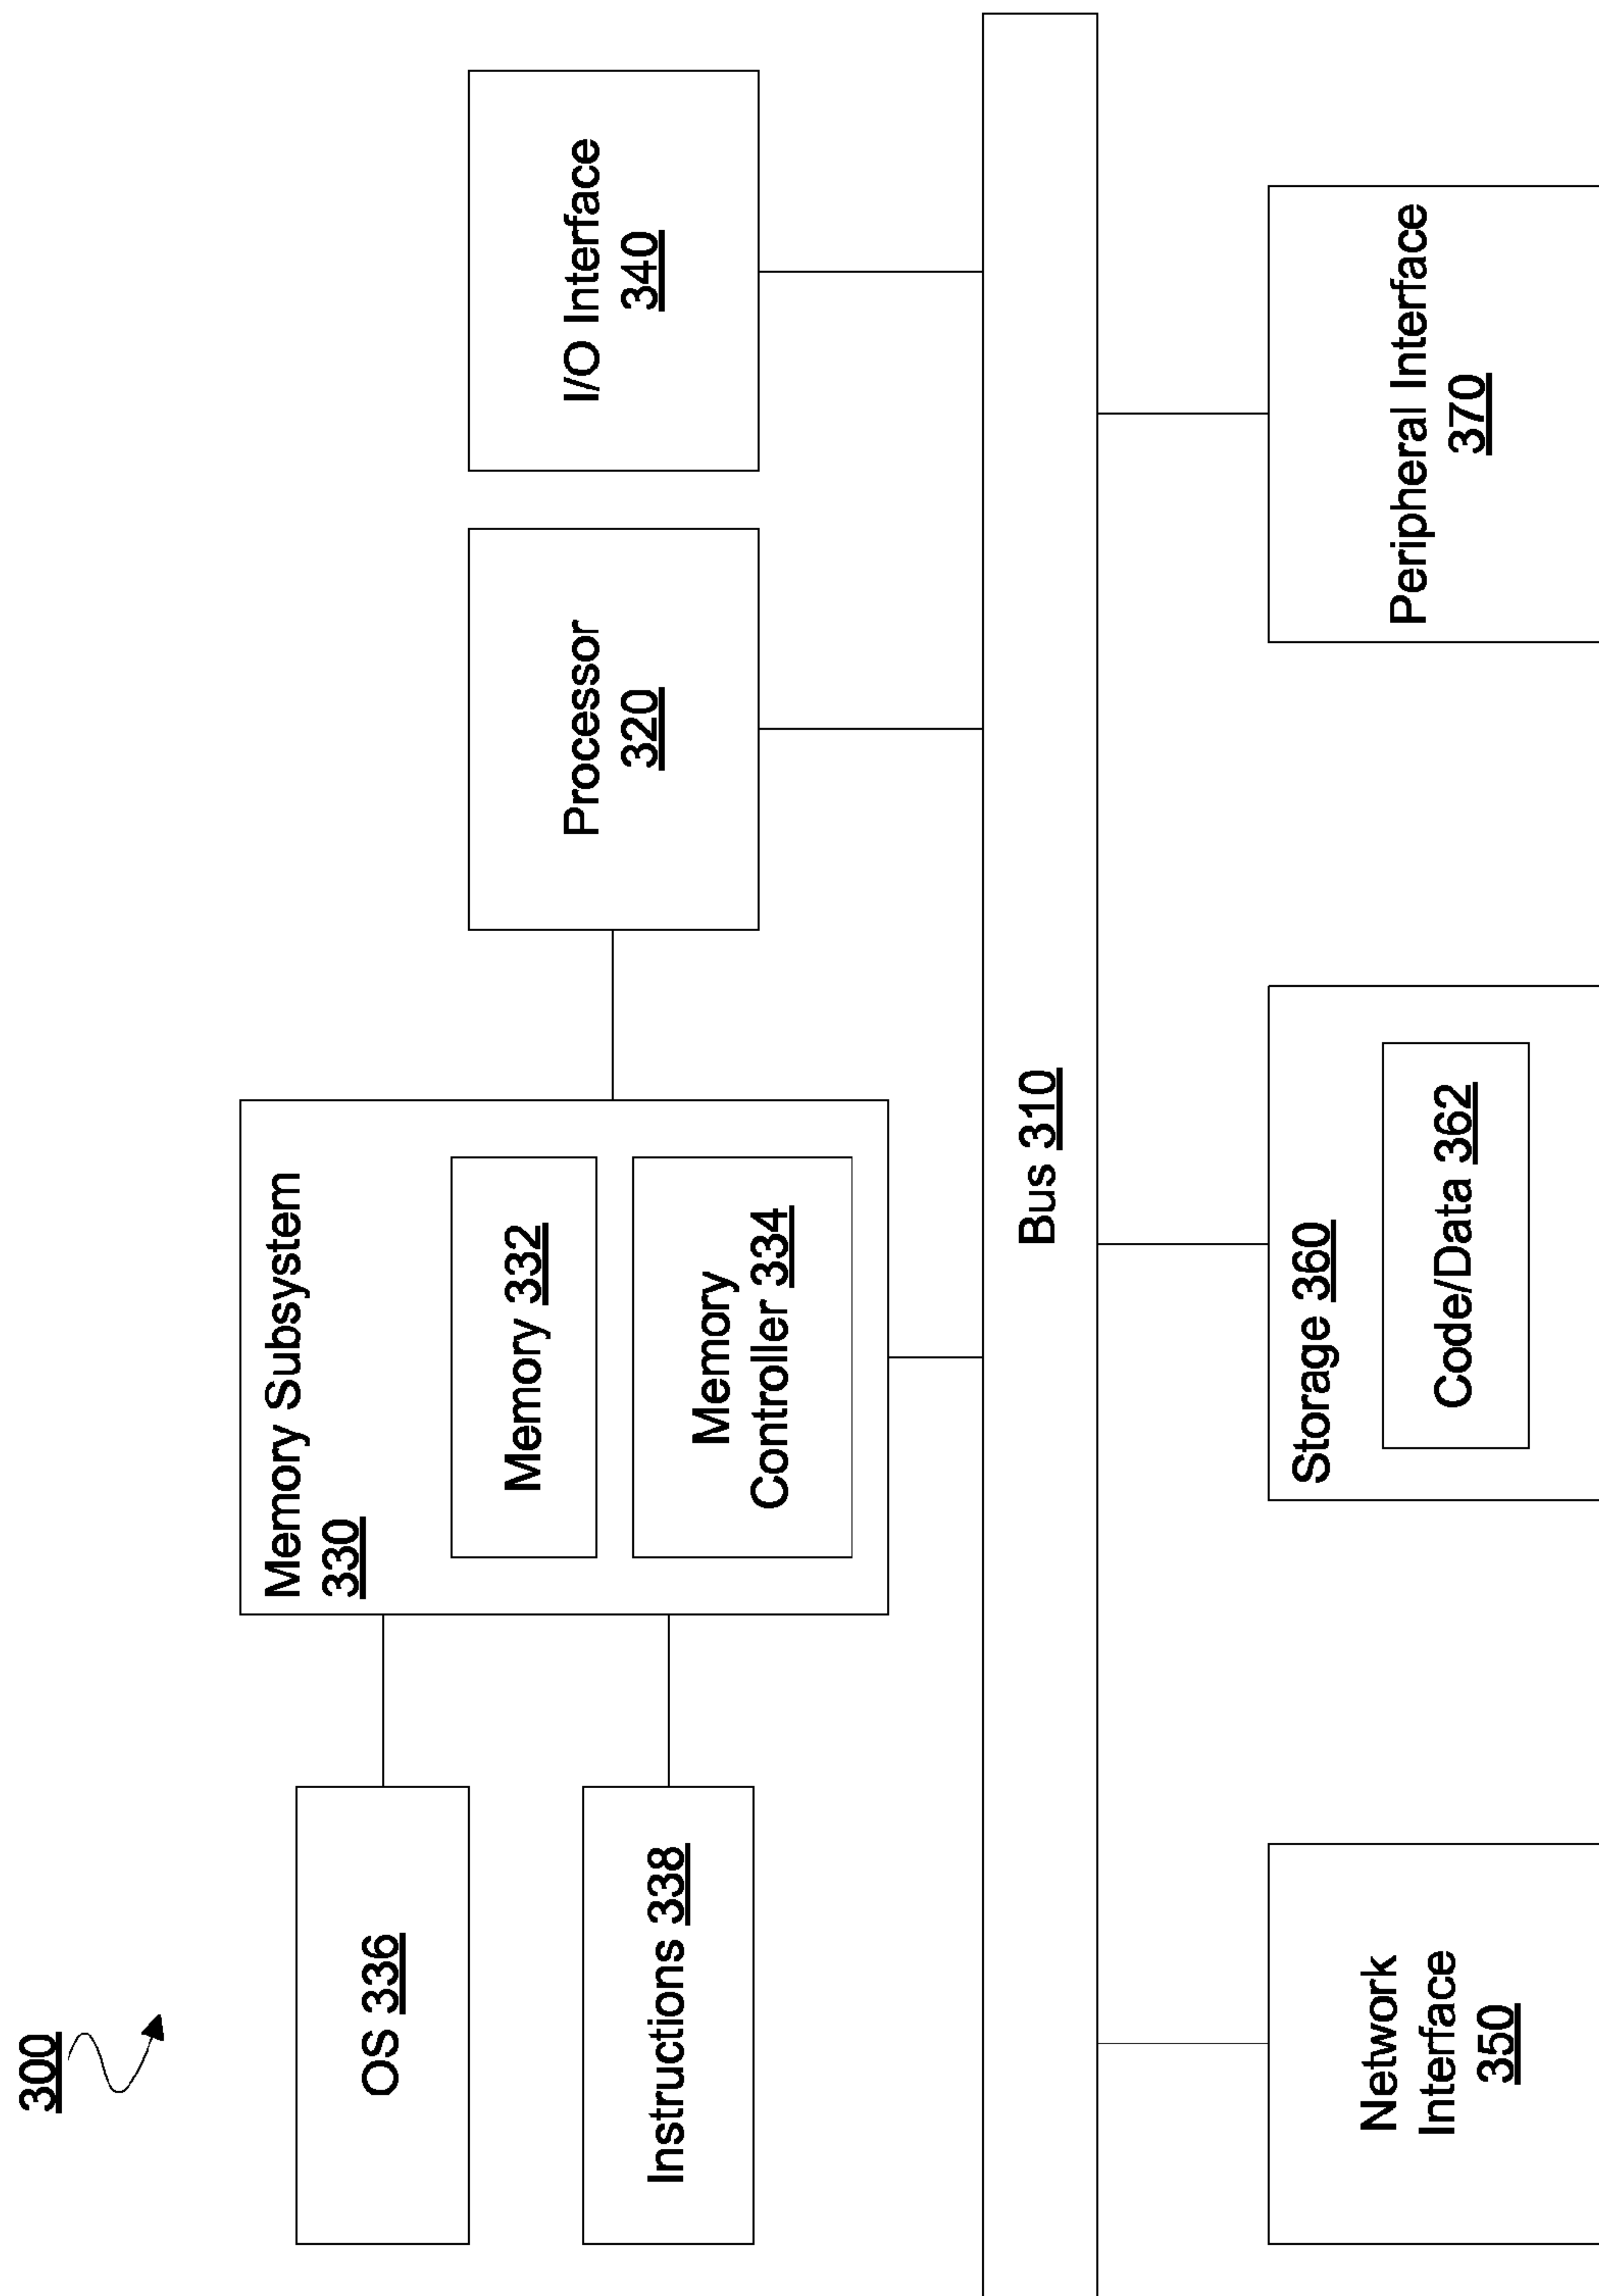 300
OS 336
Instructions 338
Memory Subsystem
330
Memory 332
Memory
Controller 334
Processor
320
I/O Interface
340
Bus 310
Network
Interface
350
Storage 360
Code/Data 362
Peripheral Interface
370